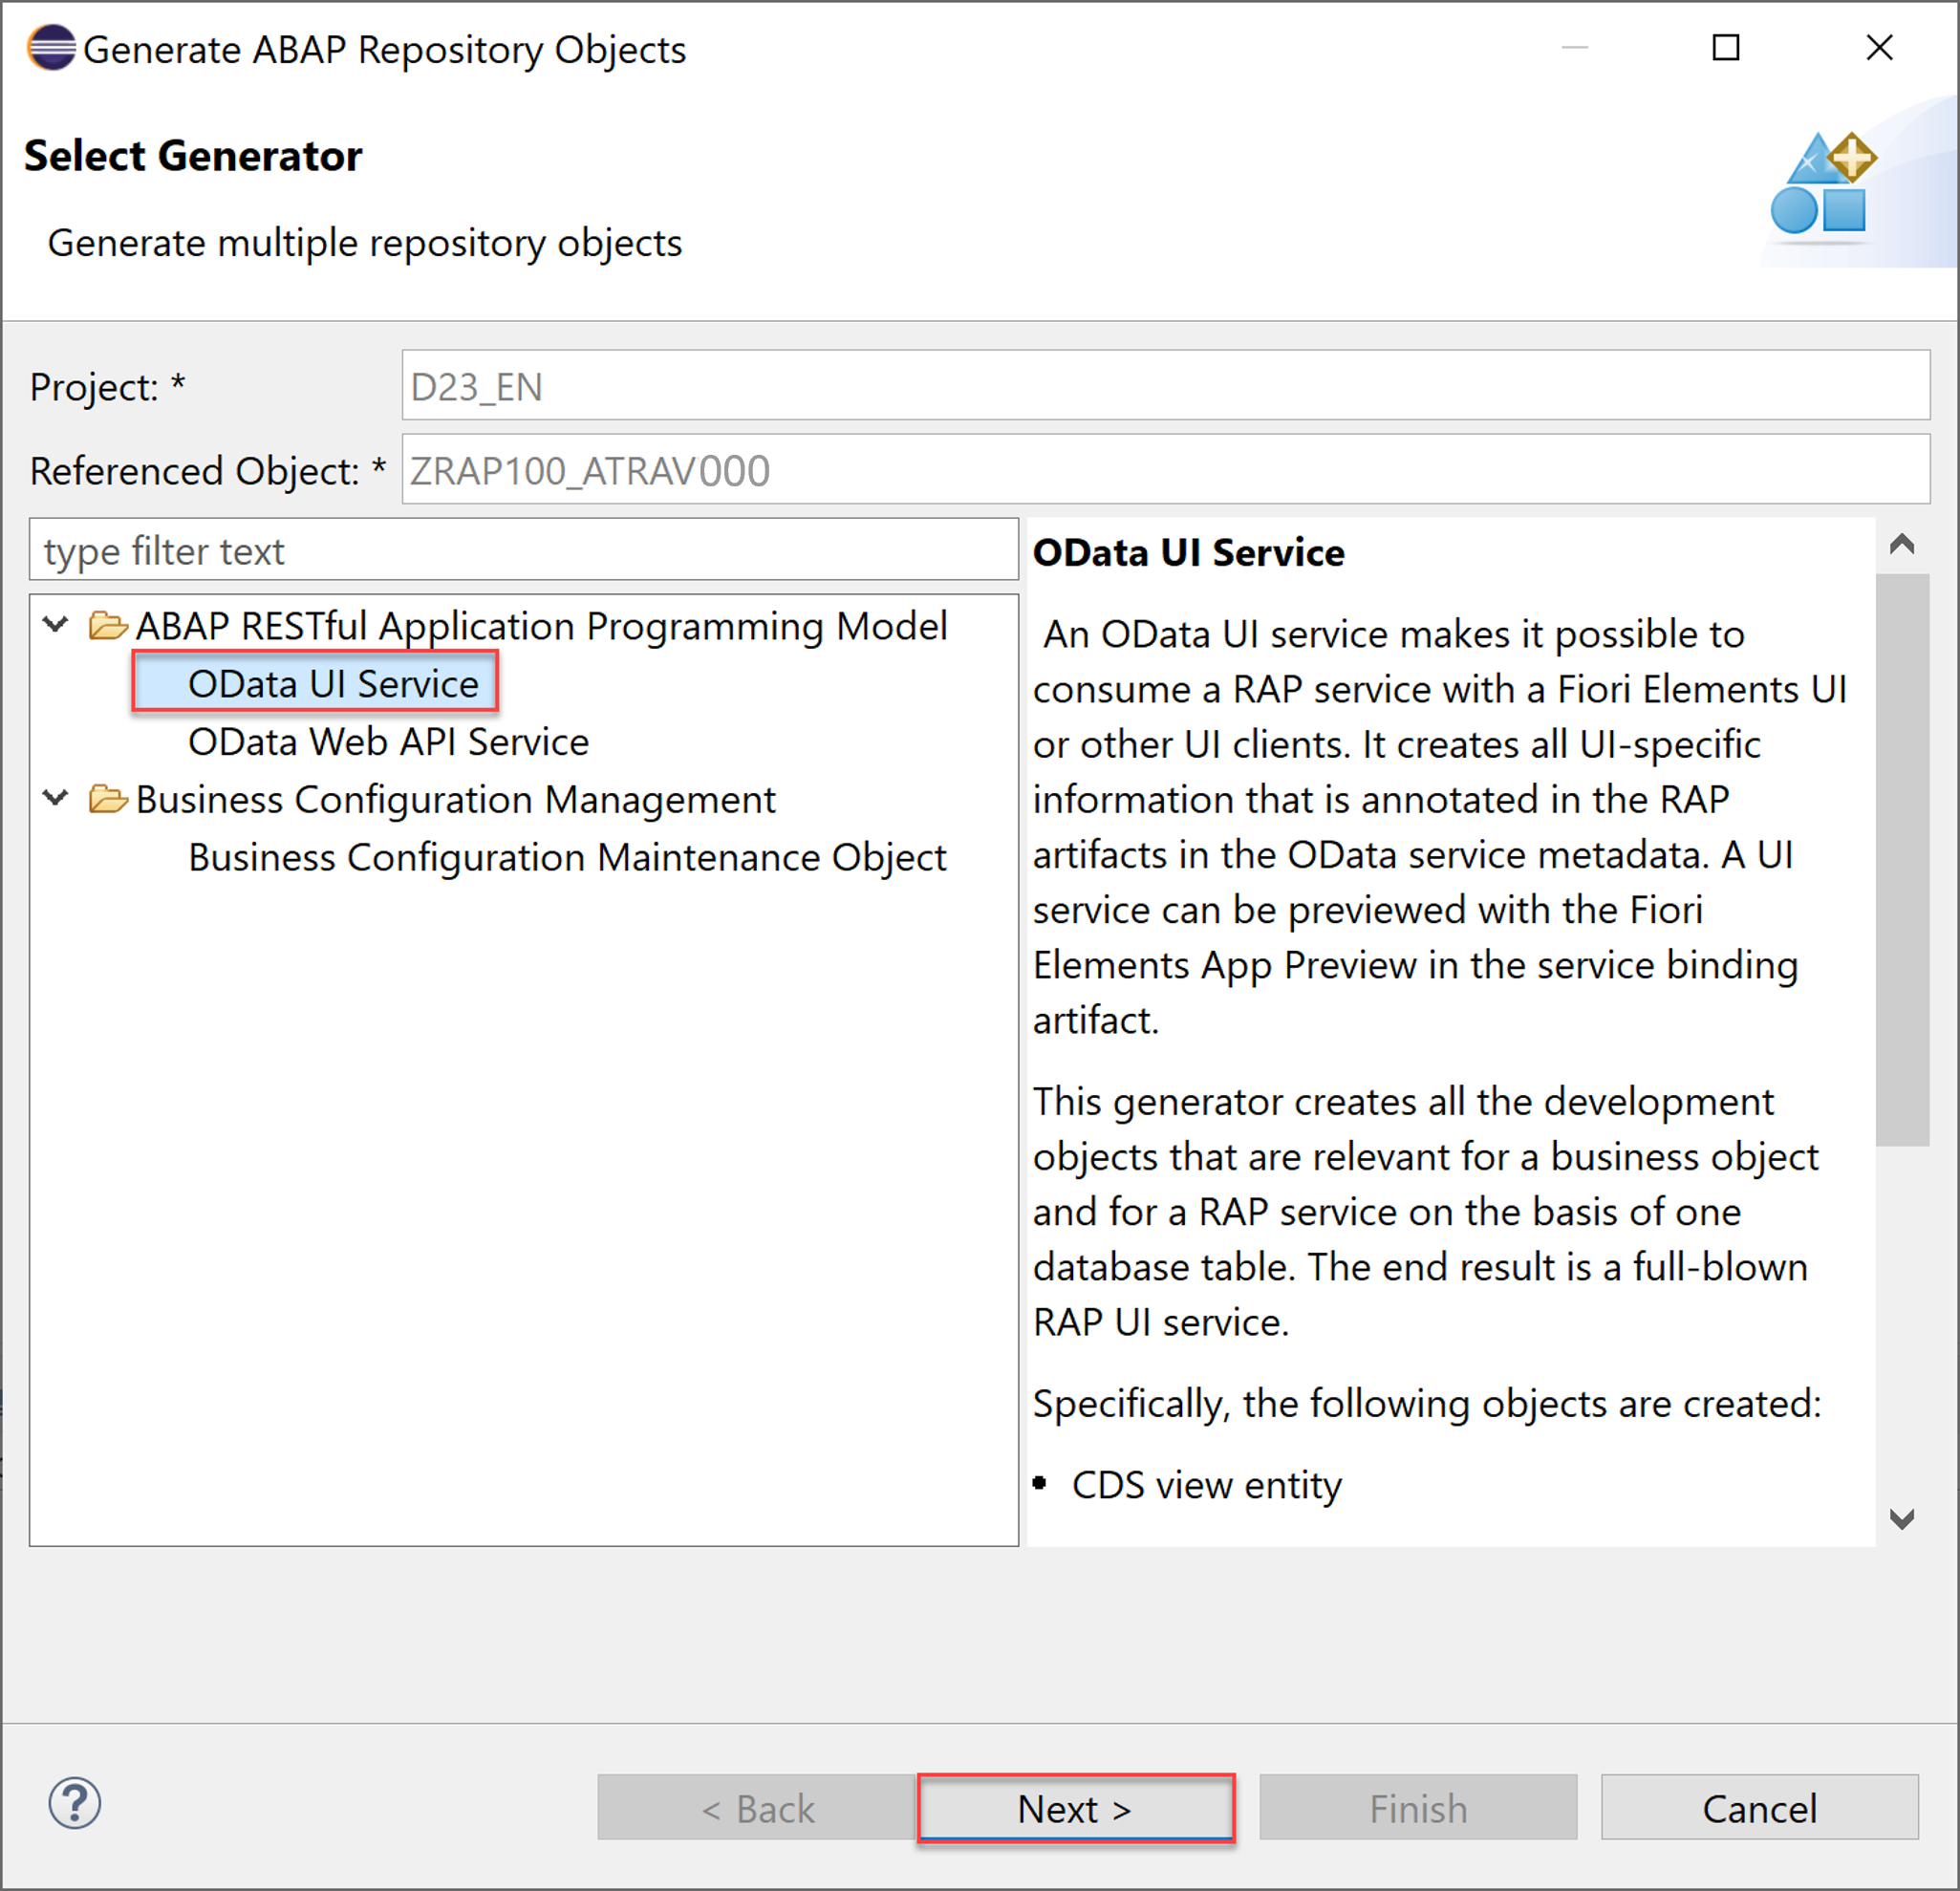 Generate ABAP Repository Objects
Select Generator
Generate multiple repository objects
Project: * D23_EN
Referenced Object: * ZRAP100_ATRAV000
type filter text
ABAP RESTful Application Programming Model
OData UI Service
OData Web API Service
Business Configuration Management
Business Configuration Maintenance Object
OData UI Service
An OData UI service makes it possible to
consume a RAP service with a Fiori Elements UI
or other UI clients. It creates all UI-specific
information that is annotated in the RAP
artifacts in the OData service metadata. A UI
service can be previewed with the Fiori
Elements App Preview in the service binding
artifact.
This generator creates all the development
objects that are relevant for a business object
and for a RAP service on the basis of one
database table. The end result is a full-blown
RAP UI service.
Specifically, the following objects are created:
• CDS view entity
? < Back Next > Finish Cancel